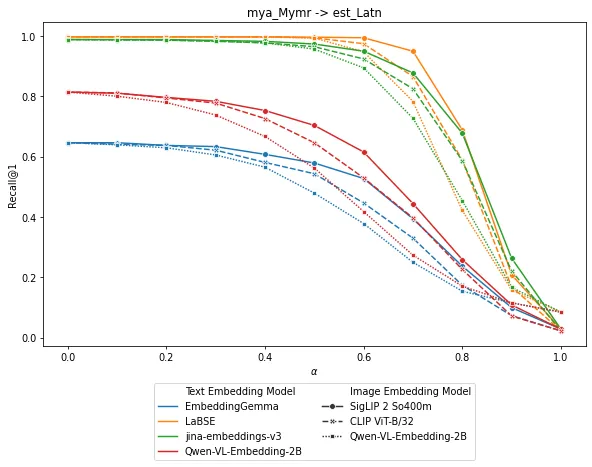 mya_Mymr -> est_Latn
Recall@1
1.0
0.8
0.6
0.4
0.2
0.0
0.0 0.2 0.4 0.6 0.8 1.0
α
Text Embedding Model
EmbeddingGemma
LaBSE
jina-embeddings-v3
Qwen-VL-Embedding-2B
Image Embedding Model
SigLIP 2 So400m
CLIP ViT-B/32
Qwen-VL-Embedding-2B